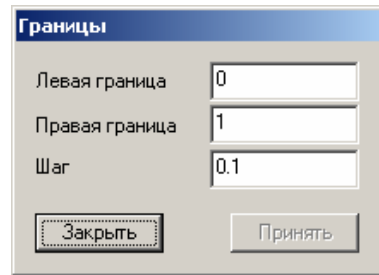 Границы
Левая граница 0
Правая граница 1
Шаг 0.1
Закрыть Принять